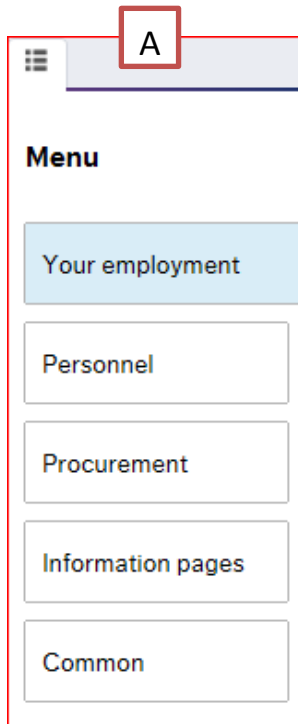 A
Menu
Your employment
Personnel
Procurement
Information pages
Common